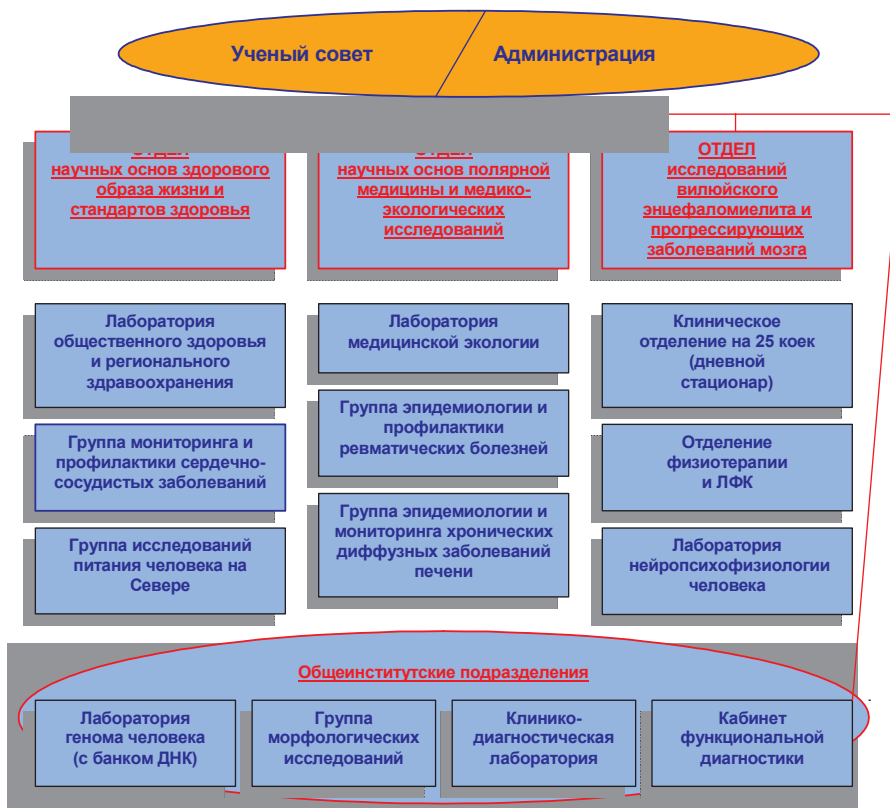 Ученый совет
Администрация
ОТДЕЛ
научных основ здорового
образа жизни и
стандартов здоровья
ОТДЕЛ
научных основ полярной
медицины и медико-
экологических
исследований
ОТДЕЛ
исследований
вилюйского
энцефаломиелита и
прогрессирующих
заболеваний мозга
Лаборатория
общественного здоровья
и регионального
здравоохранения
Группа мониторинга и
профилактики сердечно-
сосудистых заболеваний
Группа исследований
питания человека на
Севере
Лаборатория
медицинской экологии
Группа эпидемиологии и
профилактики
ревматических болезней
Группа эпидемиологии и
мониторинга хронических
диффузных заболеваний
печени
Клиническое
отделение на 25 коек
(дневной
стационар)
Отделение
физиотерапии
и ЛФК
Лаборатория
нейропсихофизиологии
человека
Общеинститутские подразделения
Лаборатория
генома человека
(с банком ДНК)
Группа
морфологических
исследований
Клинико-
диагностическая
лаборатория
Кабинет
функциональной
диагностики